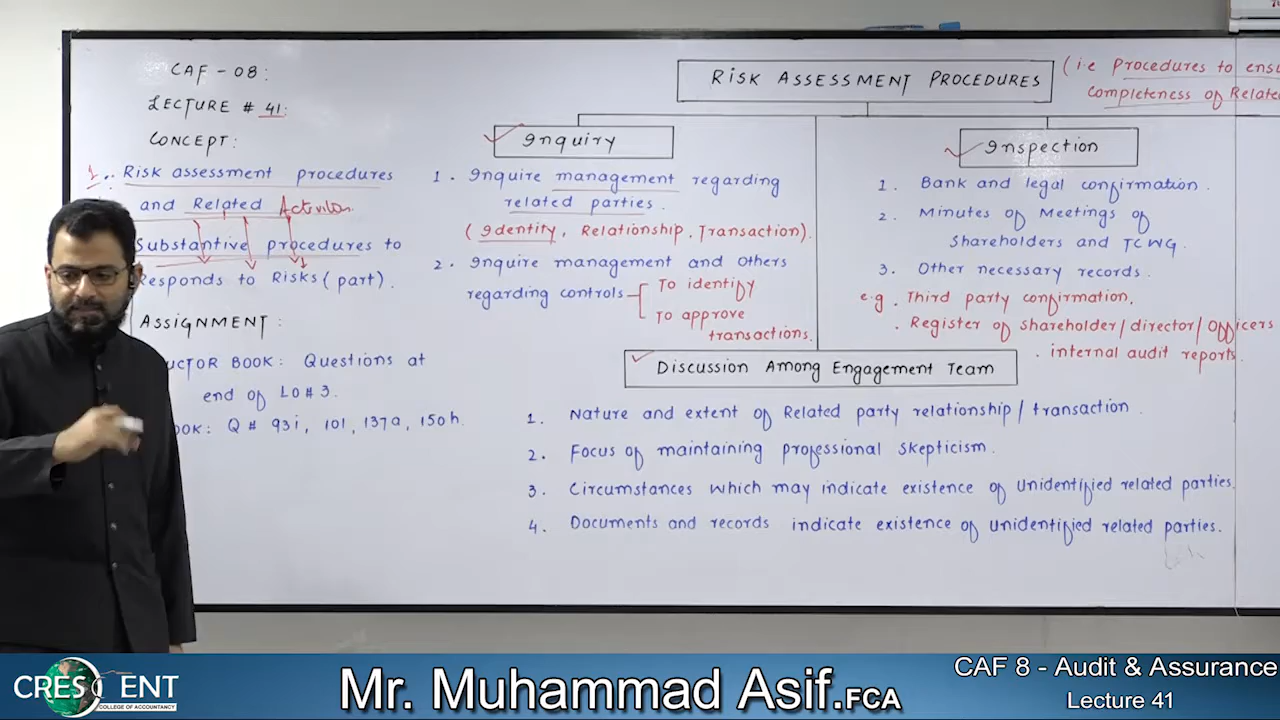 CAF - 08:
LECTURE # 41:
CONCEPT:
1. Risk assessment procedures
and Related Activities
Substantive procedures to
Responds to Risks (part).
ASSIGNMENT:
BOOK: Questions at
end of LO# 3.
Q # 93i, 101, 137a, 150h.
RISK ASSESSMENT PROCEDURES
(i.e Procedures to
Completeness of
Inquiry
1. Inquire management regarding
related parties.
(Identity, Relationship, Transaction).
2. Inquire management and others
regarding controls
To identify
To approve
transactions.
Inspection
1. Bank and legal confirmation.
2. Minutes of Meetings of
Shareholders and TCWG.
3. Other necessary records.
e.g. Third party confirmation.
. Register of shareholder/director/Officers
. internal audit reports.
Discussion Among Engagement Team
1. Nature and extent of Related party relationship/transaction.
2. Focus of maintaining professional skepticism.
3. Circumstances which may indicate existence of unidentified related parties.
4. Documents and records indicate existence of unidentified related parties.
CRESCENT
COLLEGE OF ACCOUNTANCY
Mr. Muhammad Asif.FCA
CAF 8 - Audit & Assurance
Lecture 41